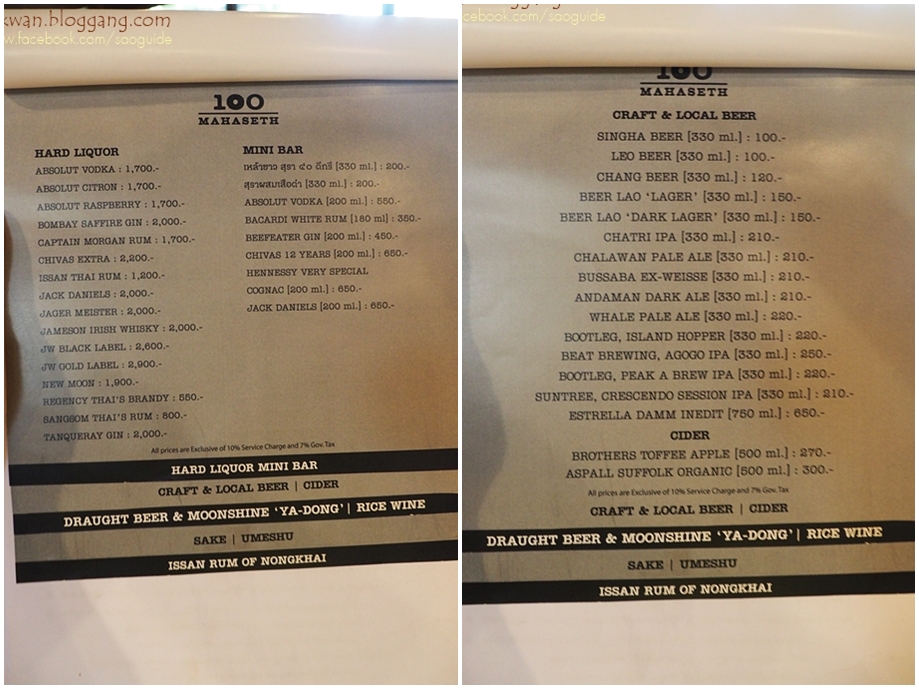 kwan.bloggang.com
w.facebook.com/saoguide
100
MAHASETH
HARD LIQUOR
ABSOLUT VODKA : 1,700.-
ABSOLUT CITRON : 1,700.-
ABSOLUT RASPBERRY : 1,700.-
BOMBAY SAFFIRE GIN : 2,000.-
CAPTAIN MORGAN RUM : 1,700.-
CHIVAS EXTRA : 2,200.-
ISSAN THAI RUM : 1,200.-
JACK DANIELS : 2,000.-
JAGER MEISTER : 2,000.-
JAMESON IRISH WHISKY : 2,000.-
JW BLACK LABEL : 2,600.-
JW GOLD LABEL : 2,900.-
NEW MOON : 1,900.-
REGENCY THAI'S BRANDY : 550.-
SANGSOM THAI'S RUM : 800.-
TANQUERAY GIN : 2,000.-
MINI BAR
เหล้าขาว สุรา ๔๐ ดีกรี [330 ml.] : 200.-
สุราผสมเสือดำ [330 ml.] : 200.-
ABSOLUT VODKA [200 ml.] : 550.-
BACARDI WHITE RUM [180 ml] : 350.-
BEEFEATER GIN [200 ml.] : 450.-
CHIVAS 12 YEARS [200 ml.] : 650.-
HENNESSY VERY SPECIAL
COGNAC [200 ml.] : 650.-
JACK DANIELS [200 ml.] : 650.-
All prices are Exclusive of 10% Service Charge and 7% Gov. Tax
HARD LIQUOR MINI BAR
CRAFT & LOCAL BEER | CIDER
DRAUGHT BEER & MOONSHINE 'YA-DONG' | RICE WINE
SAKE | UMESHU
ISSAN RUM OF NONGKHAI
cebook.com/saoguide
100
MAHASETH
CRAFT & LOCAL BEER
SINGHA BEER [330 ml.] : 100.-
LEO BEER [330 ml.] : 100.-
CHANG BEER [330 ml.] : 120.-
BEER LAO 'LAGER' [330 ml.] : 150.-
BEER LAO 'DARK LAGER' [330 ml.] : 150.-
CHATRI IPA [330 ml.] : 210.-
CHALAWAN PALE ALE [330 ml.] : 210.-
BUSSABA EX-WEISSE [330 ml.] : 210.-
ANDAMAN DARK ALE [330 ml.] : 210.-
WHALE PALE ALE [330 ml.] : 220.-
BOOTLEG, ISLAND HOPPER [330 ml.] : 220.-
BEAT BREWING, AGOGO IPA [330 ml.] : 250.-
BOOTLEG, PEAK A BREW IPA [330 ml.] : 220.-
SUNTREE, CRESCENDO SESSION IPA [330 ml.] : 210.-
ESTRELLA DAMM INEDIT [750 ml.] : 650.-
CIDER
BROTHERS TOFFEE APPLE [500 ml.] : 270.-
ASPALL SUFFOLK ORGANIC [500 ml.] : 300.-
All prices are Exclusive of 10% Service Charge and 7% Gov. Tax
CRAFT & LOCAL BEER | CIDER
DRAUGHT BEER & MOONSHINE 'YA-DONG' | RICE WINE
SAKE | UMESHU
ISSAN RUM OF NONGKHAI